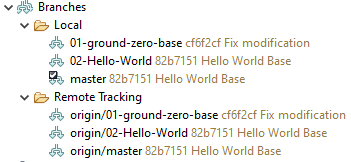 Branches
Local
01-ground-zero-base cf6f2cf Fix modification
02-Hello-World 82b7151 Hello World Base
master 82b7151 Hello World Base
Remote Tracking
origin/01-ground-zero-base cf6f2cf Fix modification
origin/02-Hello-World 82b7151 Hello World Base
origin/master 82b7151 Hello World Base